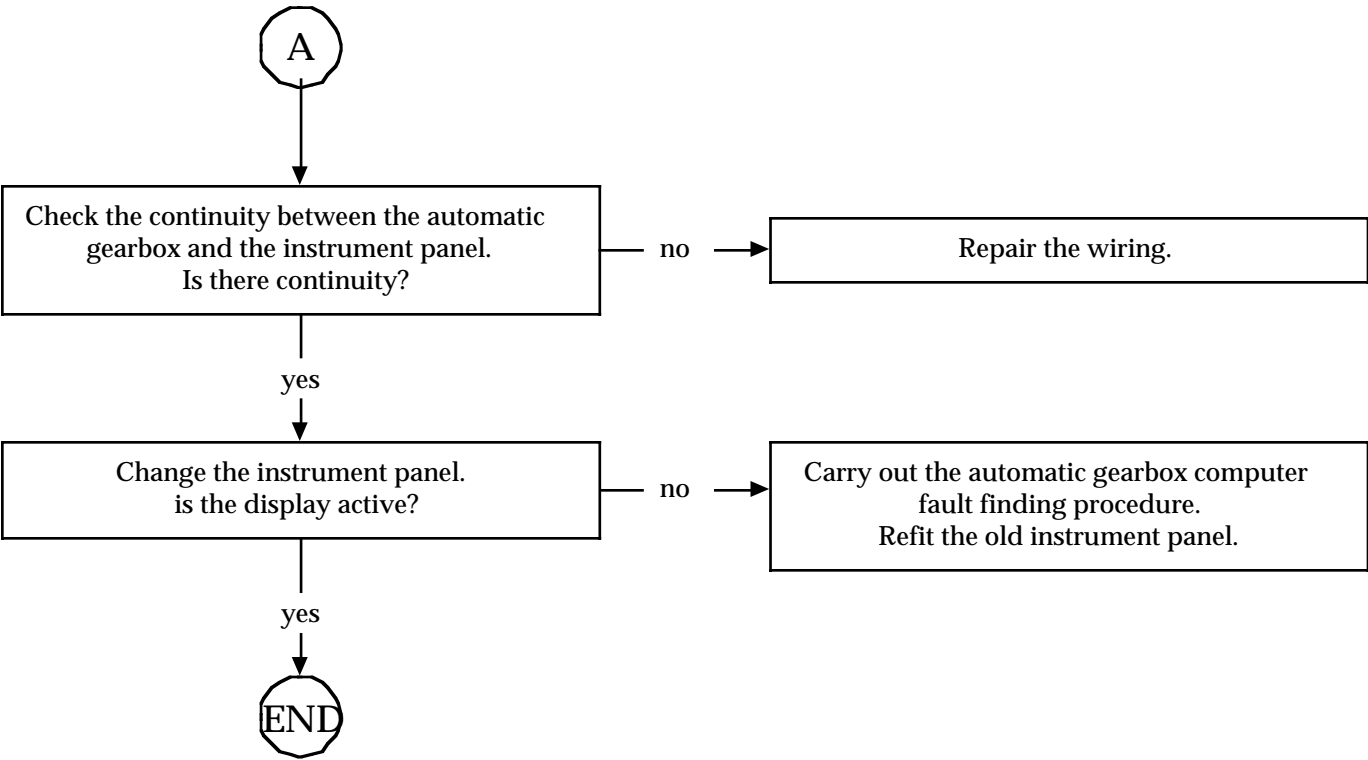 A
Check the continuity between the automatic
gearbox and the instrument panel.
Is there continuity?
no
Repair the wiring.
yes
Change the instrument panel.
is the display active?
no
Carry out the automatic gearbox computer
fault finding procedure.
Refit the old instrument panel.
yes
END